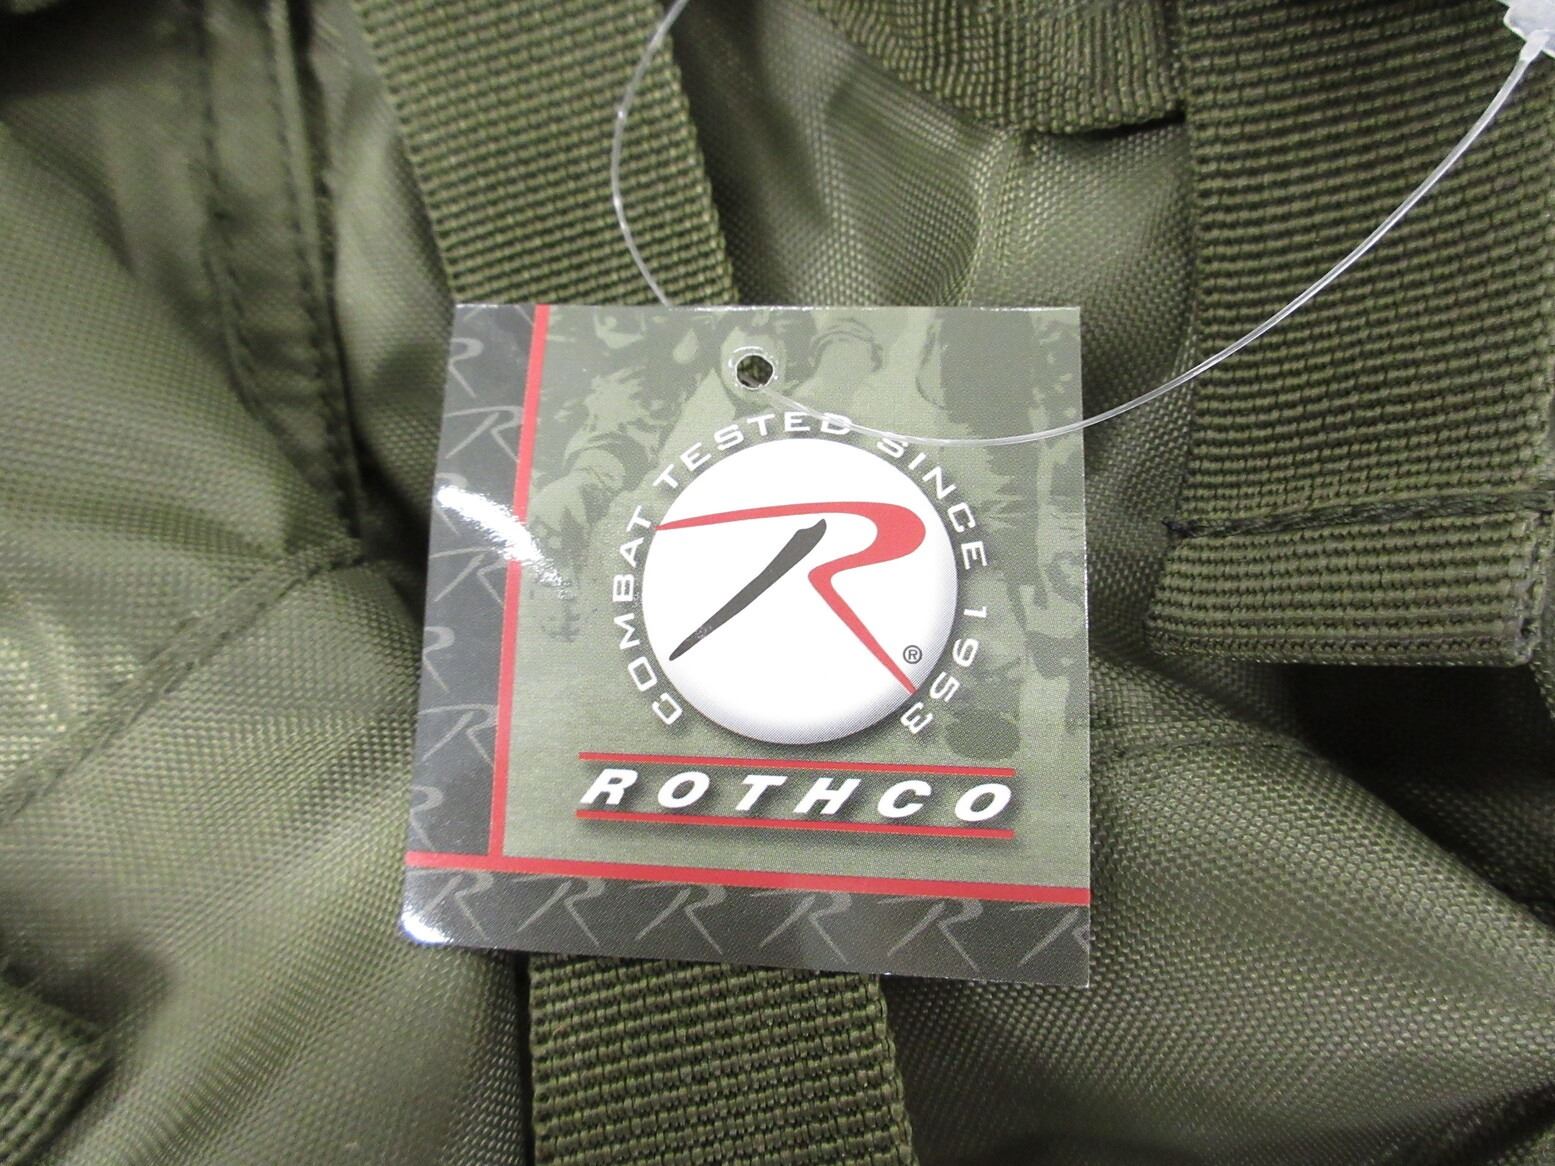 COMBAT TESTED SINCE 1953
R
®
ROTHCO